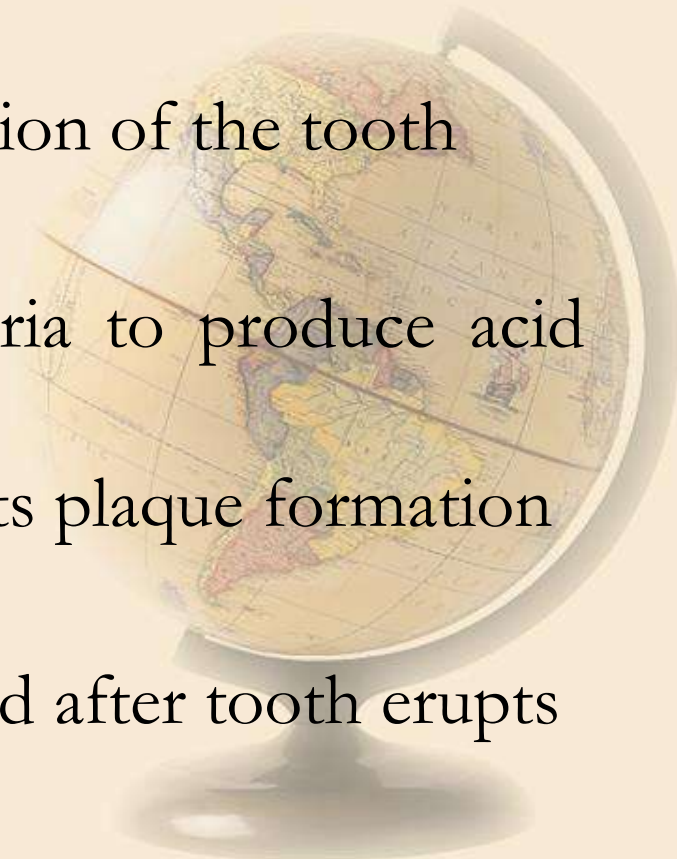 ion of the tooth
ria to produce acid
ts plaque formation
d after tooth erupts